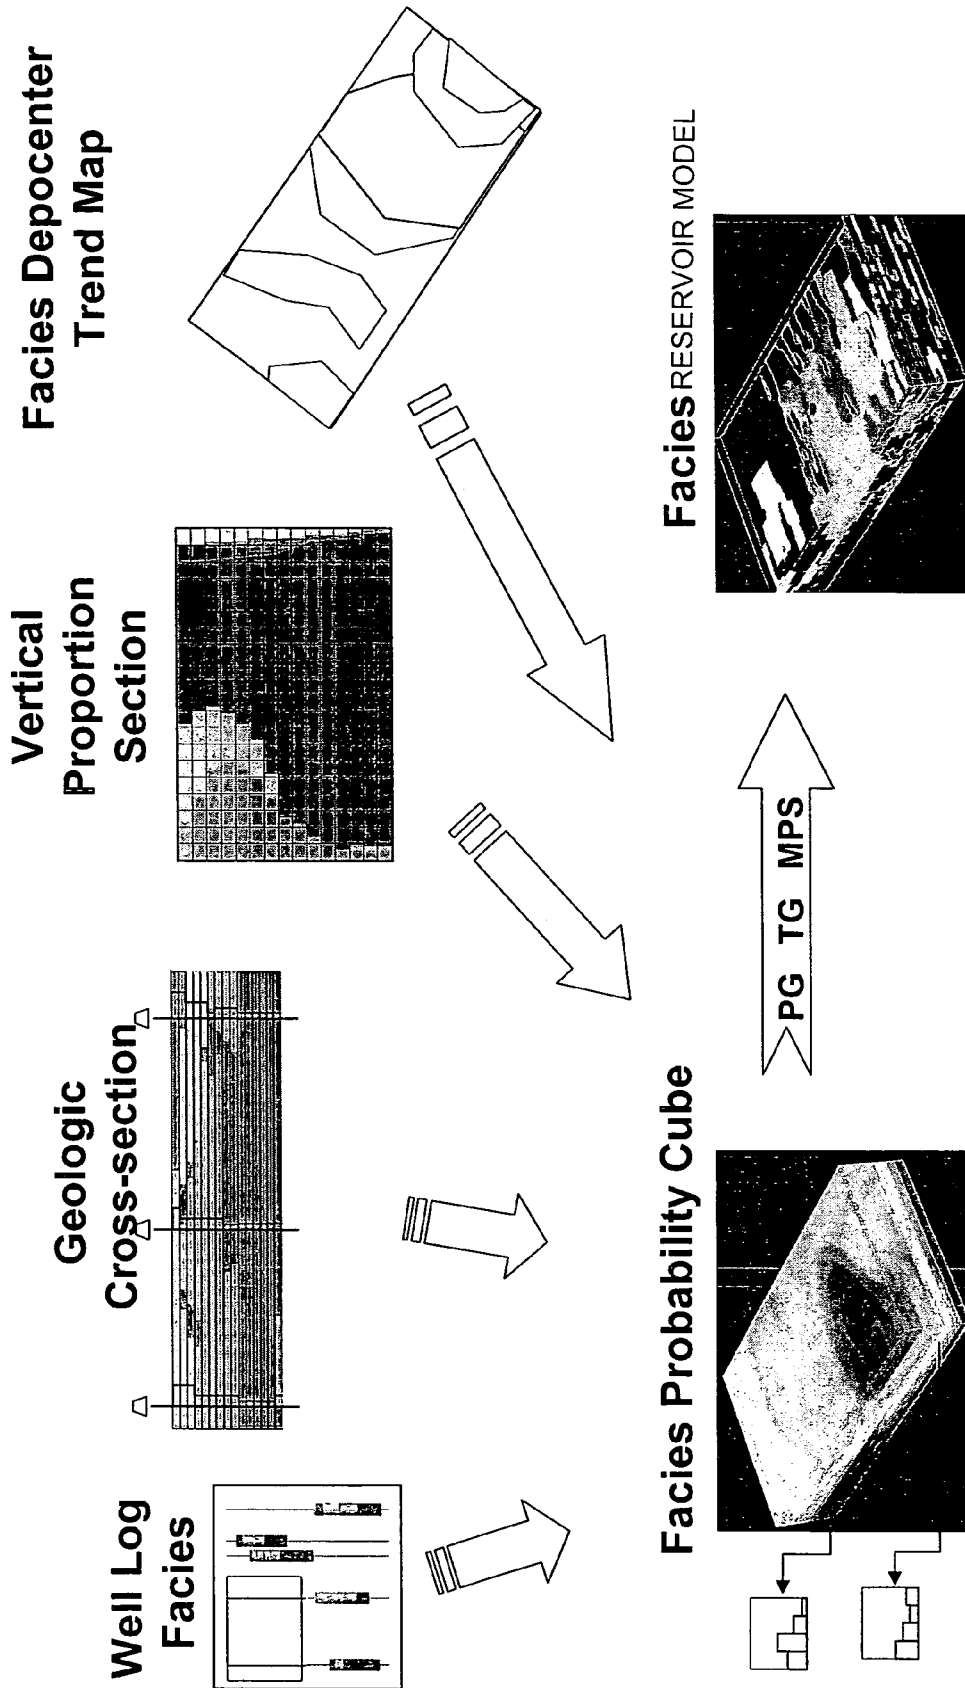 Well Log
Facies
Geologic
Cross-section
Vertical
Proportion
Section
Facies Depocenter
Trend Map
Facies Probability Cube
PG TG MPS
Facies RESERVOIR MODEL